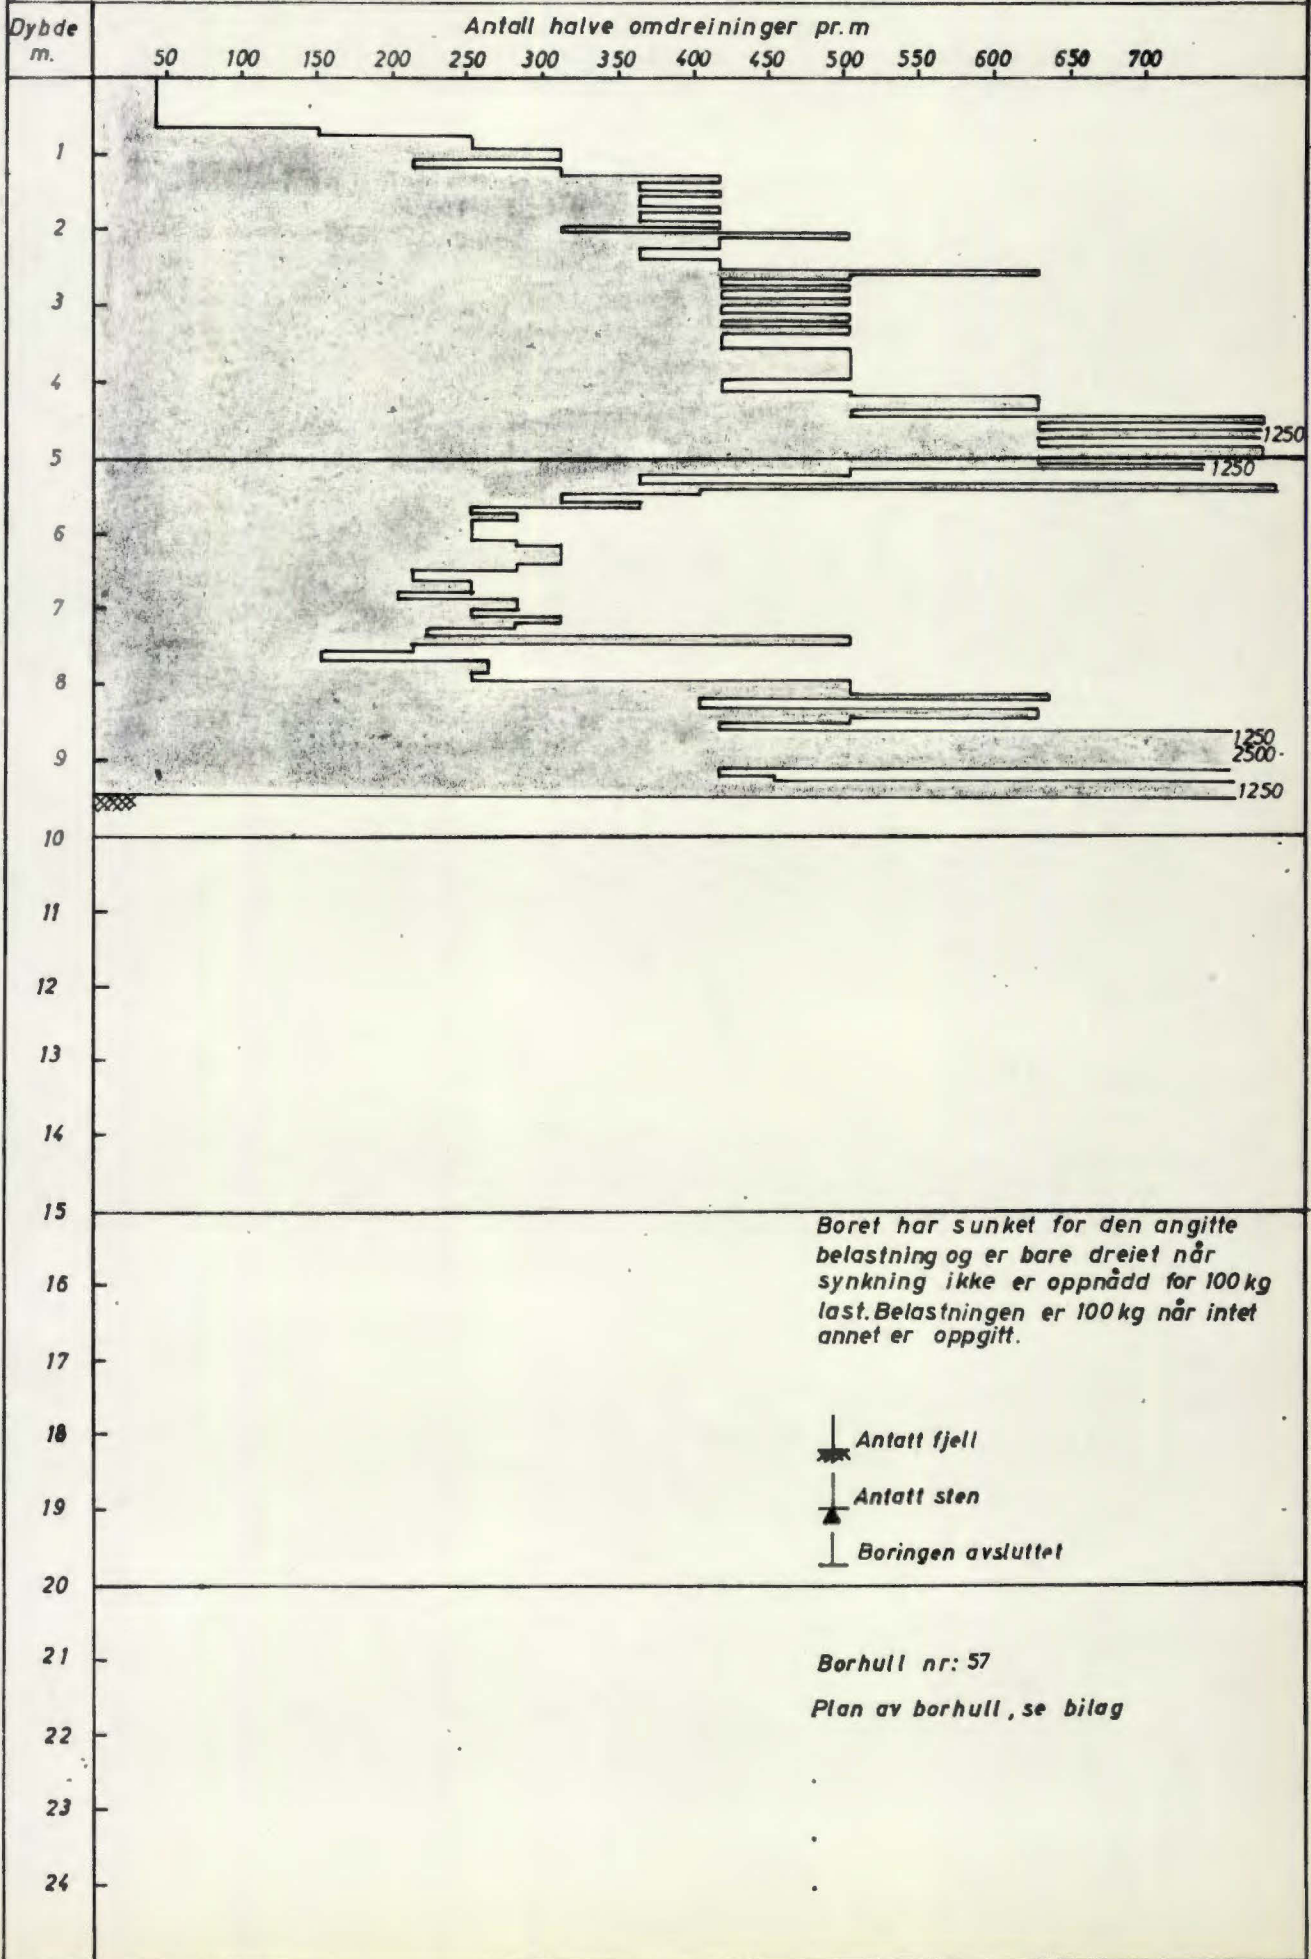 Dybde m.
Antall halve omdreininger pr.m
50 100 150 200 250 300 350 400 450 500 550 600 650 700
1
2
3
4
1250
5
1250
6
7
8
1250
2500
9
1250
10
11
12
13
14
15
Boret har sunket for den angitte
belastning og er bare dreiet når
synkning ikke er oppnådd for 100 kg
last. Belastningen er 100 kg når intet
annet er oppgitt.
16
17
18
Antatt fjell
19
Antatt sten
Boringen avsluttet
20
21
Borhull nr: 57
Plan av borhull, se bilag
22
23
24